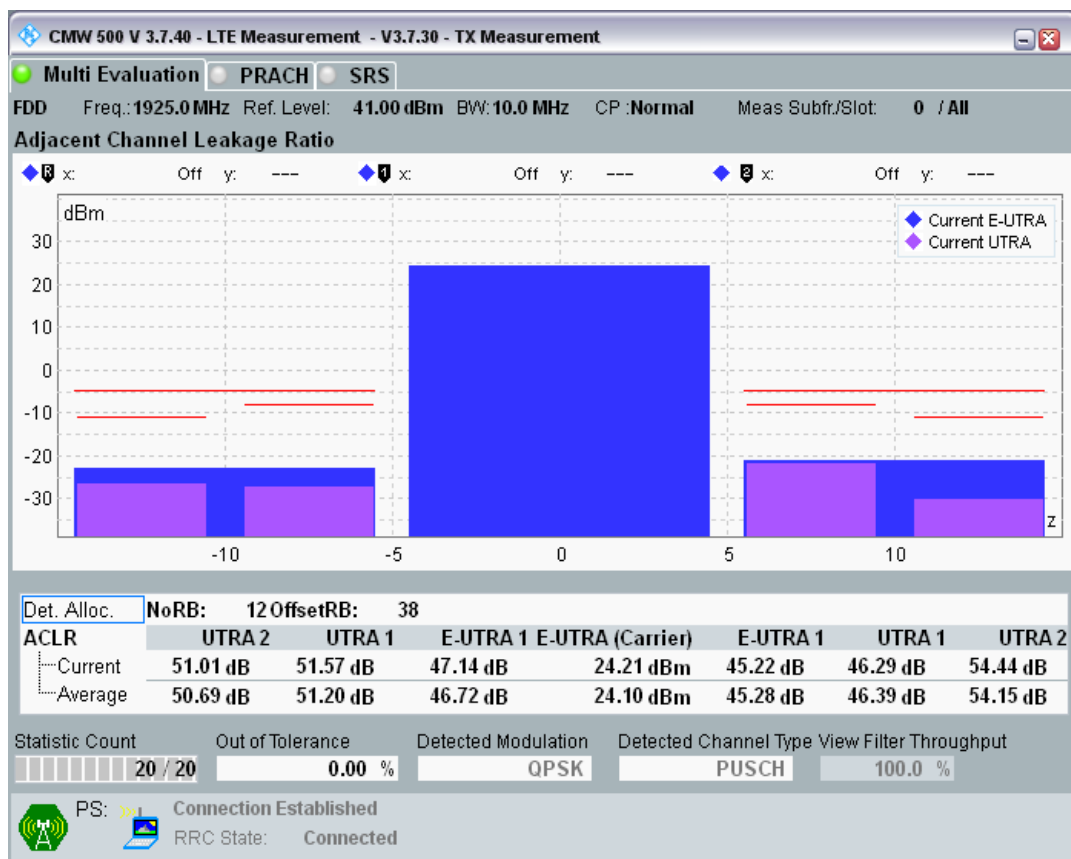 CMW 500 V 3.7.40 - LTE Measurement - V3.7.30 - TX Measurement
Multi Evaluation PRACH SRS
FDD Freq.: 1925.0 MHz Ref. Level: 41.00 dBm BW: 10.0 MHz CP :Normal Meas Subfr./Slot: 0 / All
Adjacent Channel Leakage Ratio
R x: Off y: --- 1 x: Off y: --- 2 x: Off y: ---
dBm
Current E-UTRA
Current UTRA
30
20
10
0
-10
-20
-30
z
-10 -5 0 5 10
Det. Alloc. NoRB: 12 OffsetRB: 38
ACLR UTRA 2 UTRA 1 E-UTRA 1 E-UTRA (Carrier) E-UTRA 1 UTRA 1 UTRA 2
Current 51.01 dB 51.57 dB 47.14 dB 24.21 dBm 45.22 dB 46.29 dB 54.44 dB
Average 50.69 dB 51.20 dB 46.72 dB 24.10 dBm 45.28 dB 46.39 dB 54.15 dB
Statistic Count Out of Tolerance Detected Modulation Detected Channel Type View Filter Throughput
20 / 20 0.00 % QPSK PUSCH 100.0 %
PS: Connection Established
RRC State: Connected